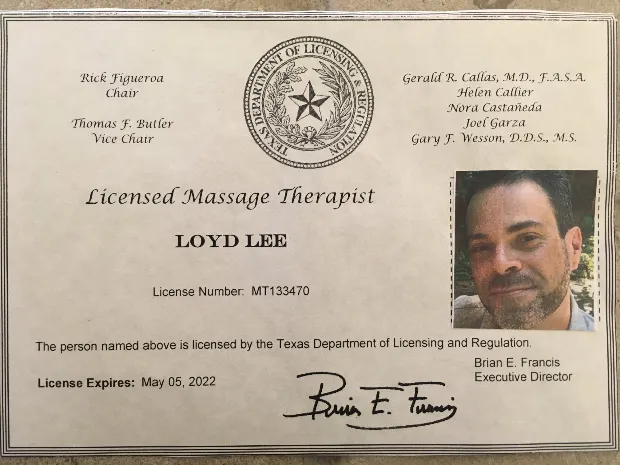 Rick Figueroa
Chair
Thomas F. Butler
Vice Chair
TEXAS DEPARTMENT OF LICENSING & REGULATION
Gerald R. Callas, M.D., F.A.S.A.
Helen Callier
Nora Castañeda
Joel Garza
Gary F. Wesson, D.D.S., M.S.
Licensed Massage Therapist
LOYD LEE
License Number: MT133470
The person named above is licensed by the Texas Department of Licensing and Regulation.
License Expires: May 05, 2022
Brian E. Francis
Brian E. Francis
Executive Director